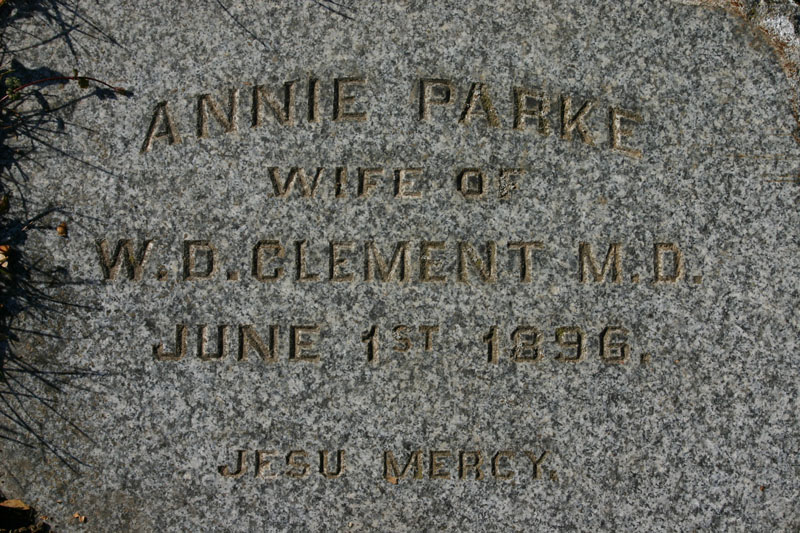 ANNIE PARKE
WIFE OF
W.D. CLEMENT M.D.
JUNE 1ST 1896.
JESU MERCY.